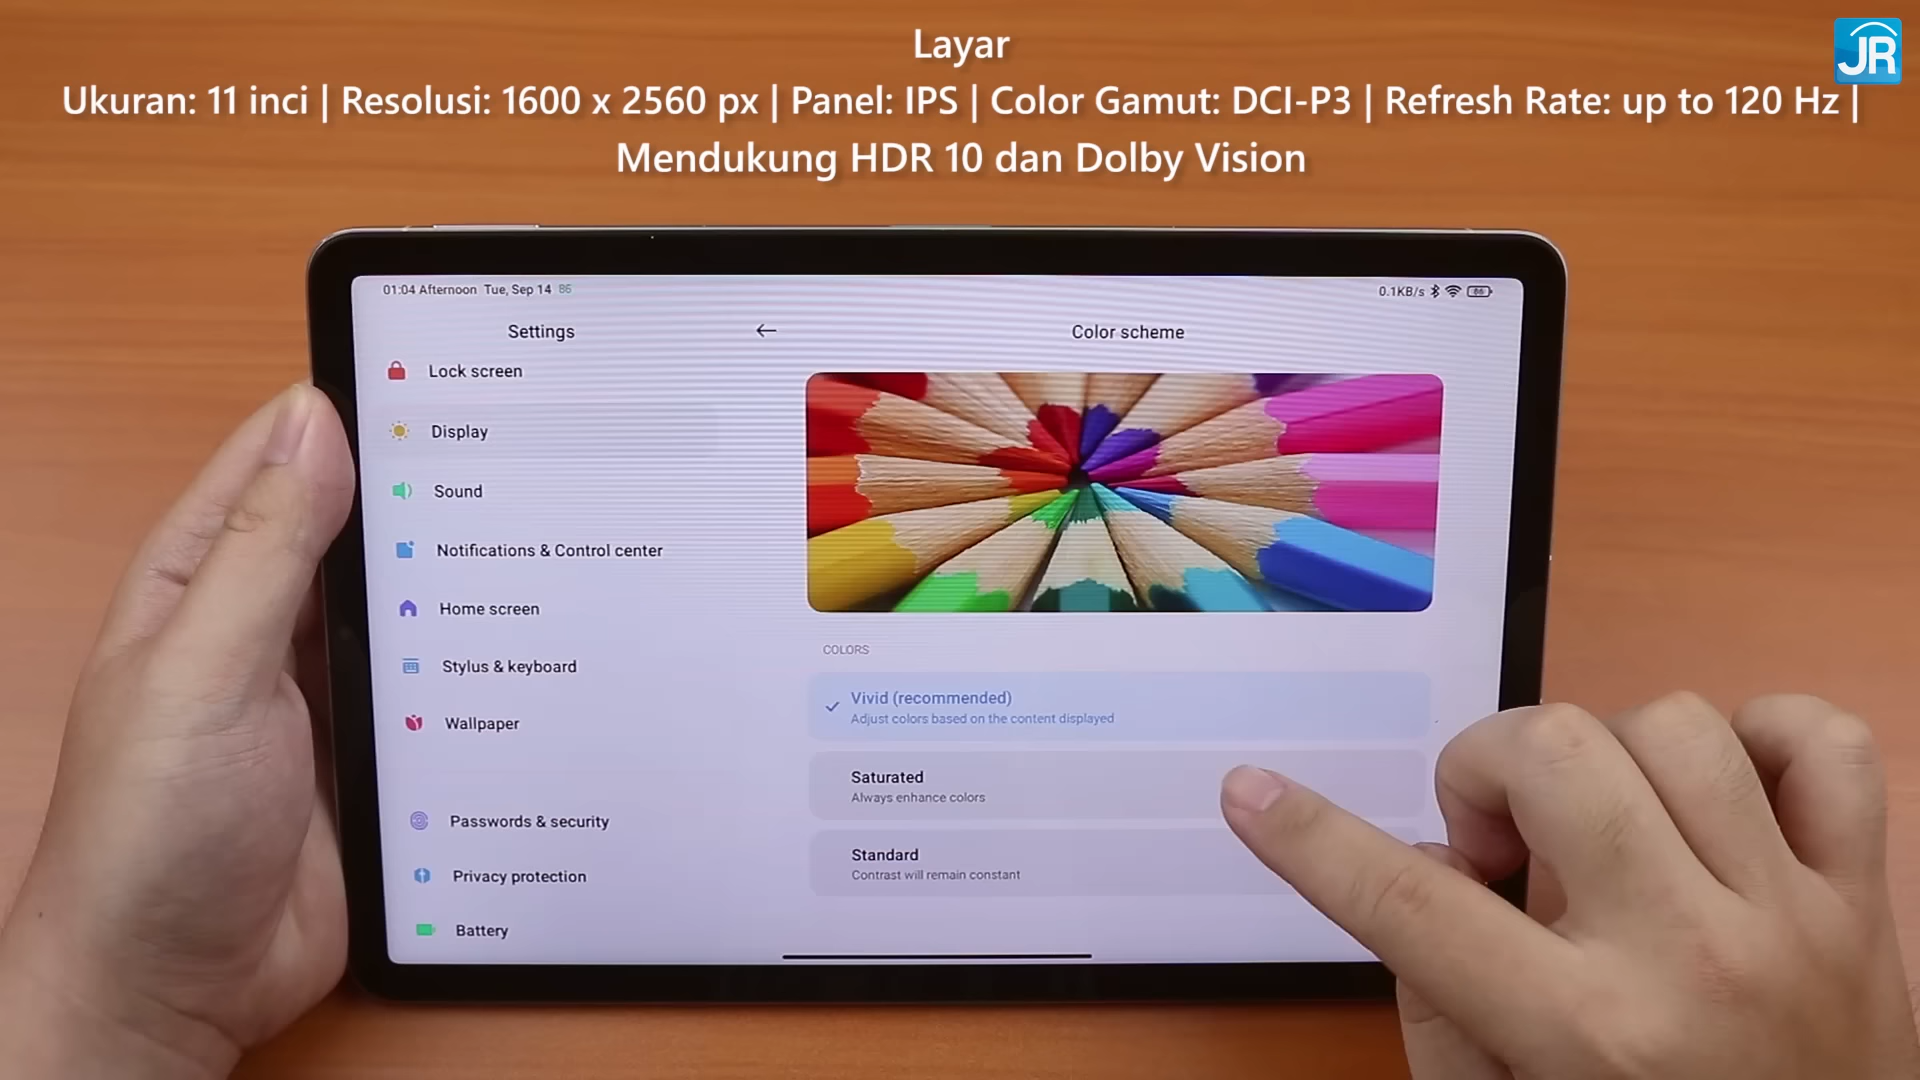 Layar
JR
Ukuran: 11 inci | Resolusi: 1600 x 2560 px | Panel: IPS | Color Gamut: DCI-P3 | Refresh Rate: up to 120 Hz |
Mendukung HDR 10 dan Dolby Vision
01:04 Afternoon Tue, Sep 14 86
0.1KB/s 86
Settings
Color scheme
Lock screen
Display
Sound
Notifications & Control center
Home screen
Stylus & keyboard
Wallpaper
Passwords & security
Privacy protection
Battery
COLORS
Vivid (recommended)
Adjust colors based on the content displayed
Saturated
Always enhance colors
Standard
Contrast will remain constant